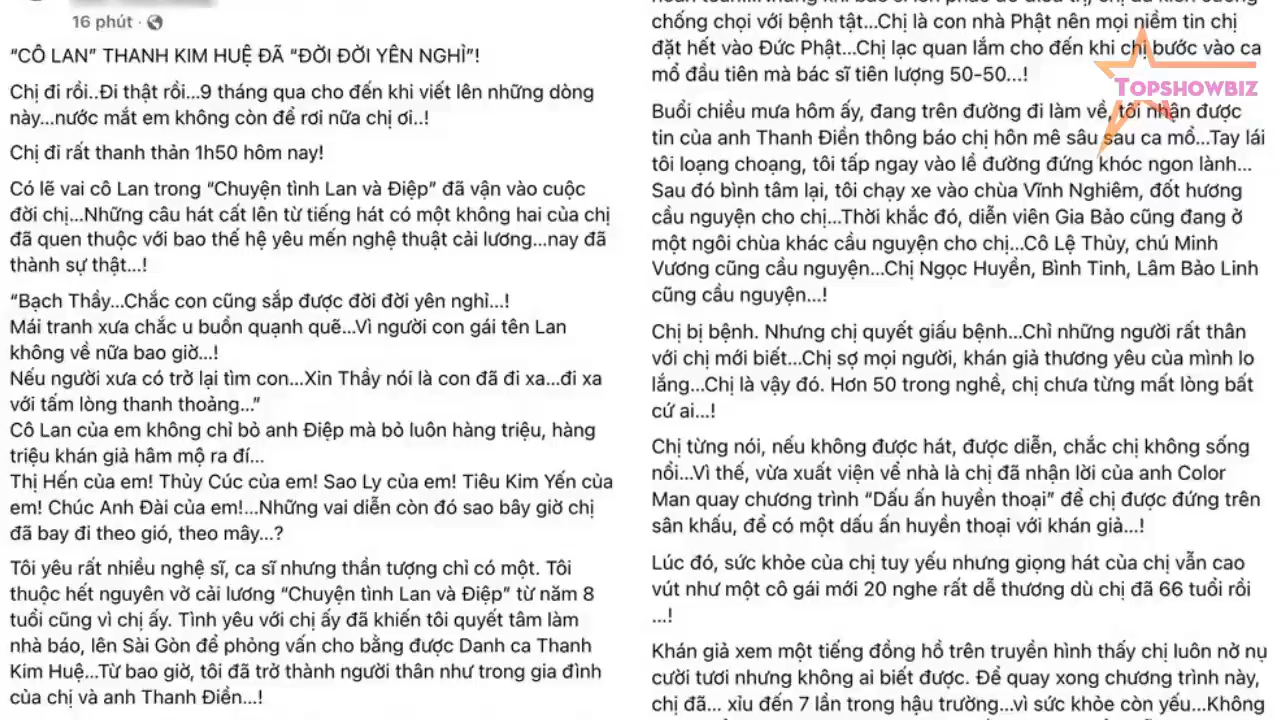 16 phút ·
“CÔ LAN” THANH KIM HUỆ ĐÃ “ĐỜI ĐỜI YÊN NGHỈ”!
Chị đi rồi..Đi thật rồi...9 tháng qua cho đến khi viết lên những dòng
này...nước mắt em không còn để rơi nữa chị ơi..!
Chị đi rất thanh thản 1h50 hôm nay!
Có lẽ vai cô Lan trong “Chuyện tình Lan và Điệp” đã vận vào cuộc
đời chị...Những câu hát cất lên từ tiếng hát có một không hai của chị
đã quen thuộc với bao thế hệ yêu mến nghệ thuật cải lương...nay đã
thành sự thật...!
“Bạch Thầy...Chắc con cũng sắp được đời đời yên nghỉ...!
Mái tranh xưa chắc u buồn quạnh quẽ...Vì người con gái tên Lan
không về nữa bao giờ...!
Nếu người xưa có trở lại tìm con...Xin Thầy nói là con đã đi xa...đi xa
với tấm lòng thanh thoảng...”
Cô Lan của em không chỉ bỏ anh Điệp mà bỏ luôn hàng triệu, hàng
triệu khán giả hâm mộ ra đí...
Thị Hến của em! Thủy Cúc của em! Sao Ly của em! Tiêu Kim Yến của
em! Chúc Anh Đài của em!...Những vai diễn còn đó sao bây giờ chị
đã bay đi theo gió, theo mây...?
Tôi yêu rất nhiều nghệ sĩ, ca sĩ nhưng thần tượng chỉ có một. Tôi
thuộc hết nguyên vở cải lương “Chuyện tình Lan và Điệp” từ năm 8
tuổi cũng vì chị ấy. Tình yêu với chị ấy đã khiến tôi quyết tâm làm
nhà báo, lên Sài Gòn để phỏng vấn cho bằng được Danh ca Thanh
Kim Huệ...Từ bao giờ, tôi đã trở thành người thân như trong gia đình
của chị và anh Thanh Điền...!
chống chọi với bệnh tật...Chị là con nhà Phật nên mọi niềm tin chị
đặt hết vào Đức Phật...Chị lạc quan lắm cho đến khi chị bước vào ca
mổ đầu tiên mà bác sĩ tiên lượng 50-50...!
TOPSHOWBIZ
Buổi chiều mưa hôm ấy, đang trên đường đi làm về, tôi nhận được
tin của anh Thanh Điền thông báo chị hôn mê sâu sau ca mổ...Tay lái
tôi loạng choạng, tôi tấp ngay vào lề đường đứng khóc ngon lành...
Sau đó bình tâm lại, tôi chạy xe vào chùa Vĩnh Nghiêm, đốt hương
cầu nguyện cho chị...Thời khắc đó, diễn viên Gia Bảo cũng đang ở
một ngôi chùa khác cầu nguyện cho chị...Cô Lệ Thủy, chú Minh
Vương cũng cầu nguyện...Chị Ngọc Huyền, Bình Tinh, Lâm Bảo Linh
cũng cầu nguyện...!
Chị bị bệnh. Nhưng chị quyết giấu bệnh...Chỉ những người rất thân
với chị mới biết...Chị sợ mọi người, khán giả thương yêu của mình lo
lắng...Chị là vậy đó. Hơn 50 trong nghề, chị chưa từng mất lòng bất
cứ ai...!
Chị từng nói, nếu không được hát, được diễn, chắc chị không sống
nổi...Vì thế, vừa xuất viện về nhà là chị đã nhận lời của anh Color
Man quay chương trình “Dấu ấn huyền thoại” để chị được đứng trên
sân khấu, để có một dấu ấn huyền thoại với khán giả...!
Lúc đó, sức khỏe của chị tuy yếu nhưng giọng hát của chị vẫn cao
vút như một cô gái mới 20 nghe rất dễ thương dù chị đã 66 tuổi rồi
...!
Khán giả xem một tiếng đồng hồ trên truyền hình thấy chị luôn nở nụ
cười tươi nhưng không ai biết được. Để quay xong chương trình này,
chị đã... xỉu đến 7 lần trong hậu trường...vì sức khỏe còn yếu...Không